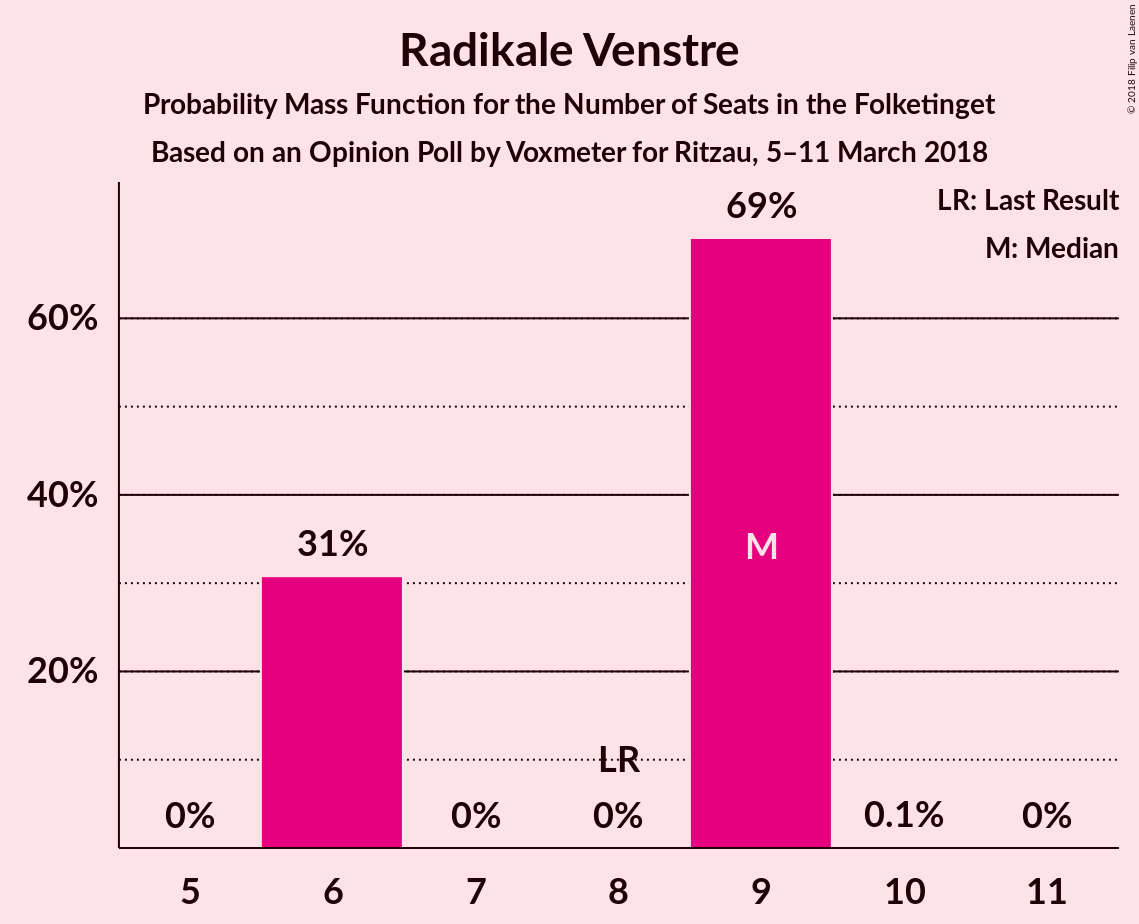 Radikale Venstre
Probability Mass Function for the Number of Seats in the Folketinget
Based on an Opinion Poll by Voxmeter for Ritzau, 5–11 March 2018
© 2018 Filip van Laenen
LR: Last Result
M: Median
69%
60%
40%
31%
M
20%
LR
0%
0%
0%
0.1%
0%
5 6 7 8 9 10 11